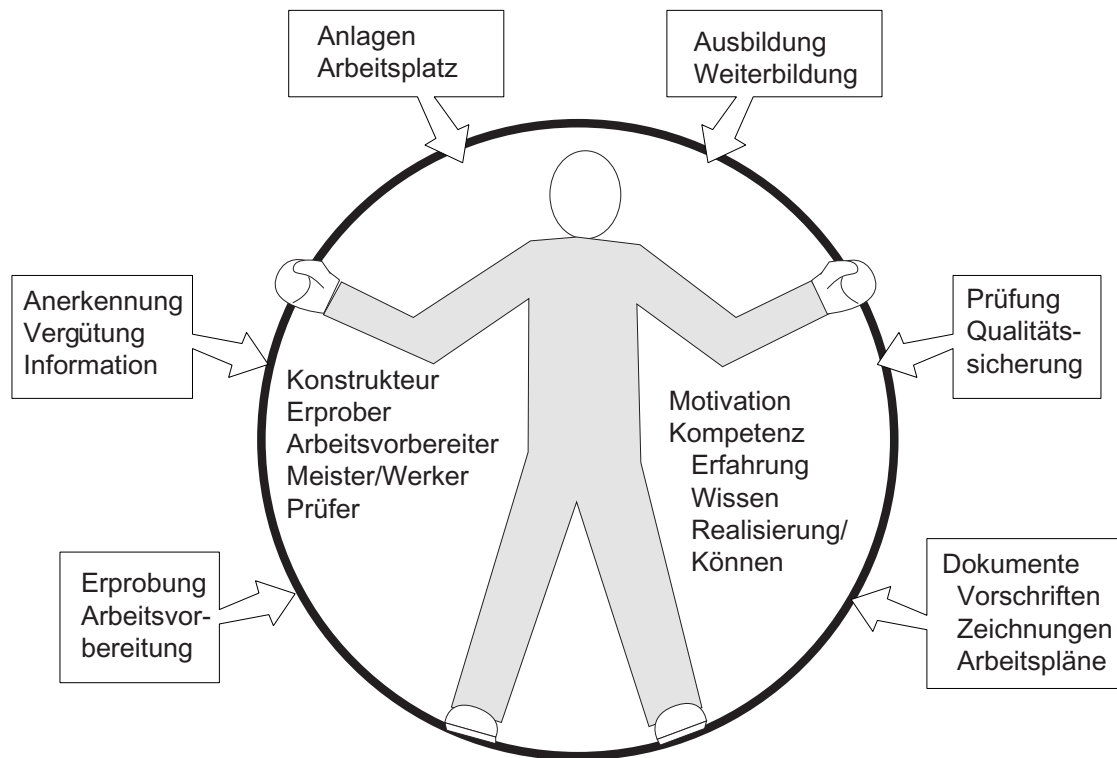 Anlagen
Arbeitsplatz
Ausbildung
Weiterbildung
Anerkennung
Vergütung
Information
Prüfung
Qualitäts-
sicherung
Konstrukteur
Erprober
Arbeitsvorbereiter
Meister/Werker
Prüfer
Motivation
Kompetenz
Erfahrung
Wissen
Realisierung/
Können
Erprobung
Arbeitsvor-
bereitung
Dokumente
Vorschriften
Zeichnungen
Arbeitspläne